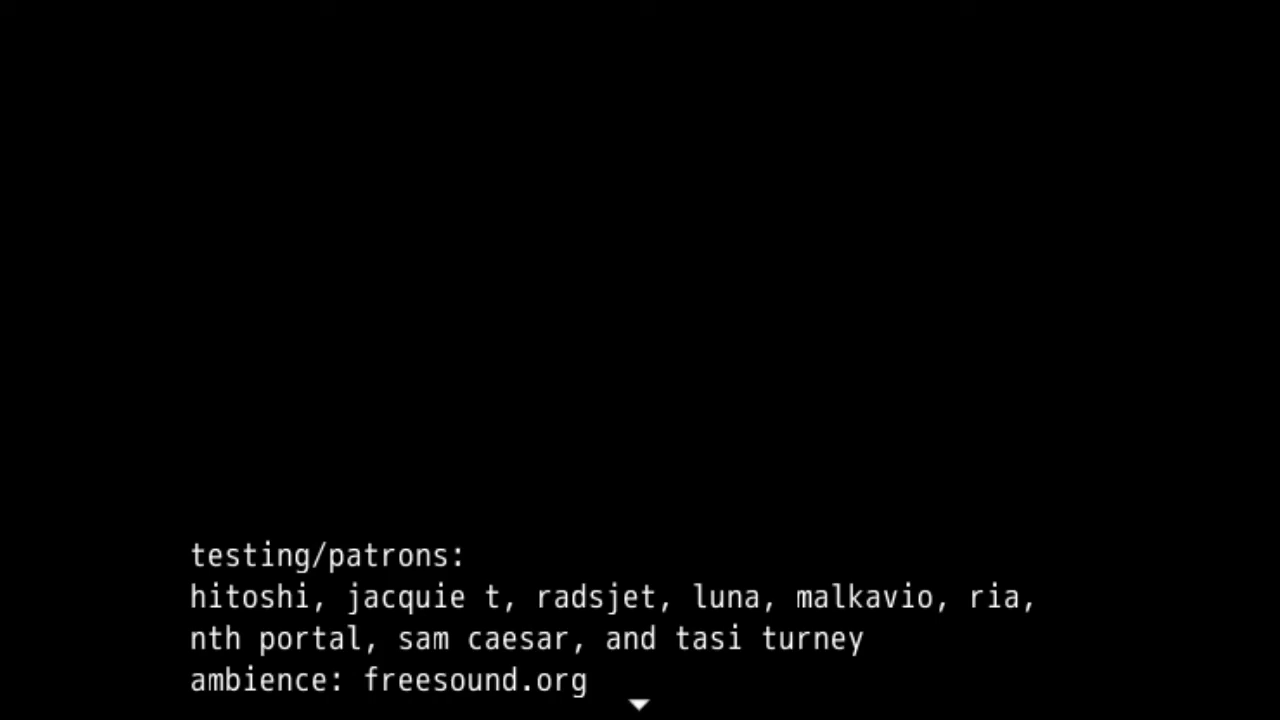 testing/patrons:
hitoshi, jacquie t, radsjet, luna, malkavio, ria,
nth portal, sam caesar, and tasi turney
ambience: freesound.org